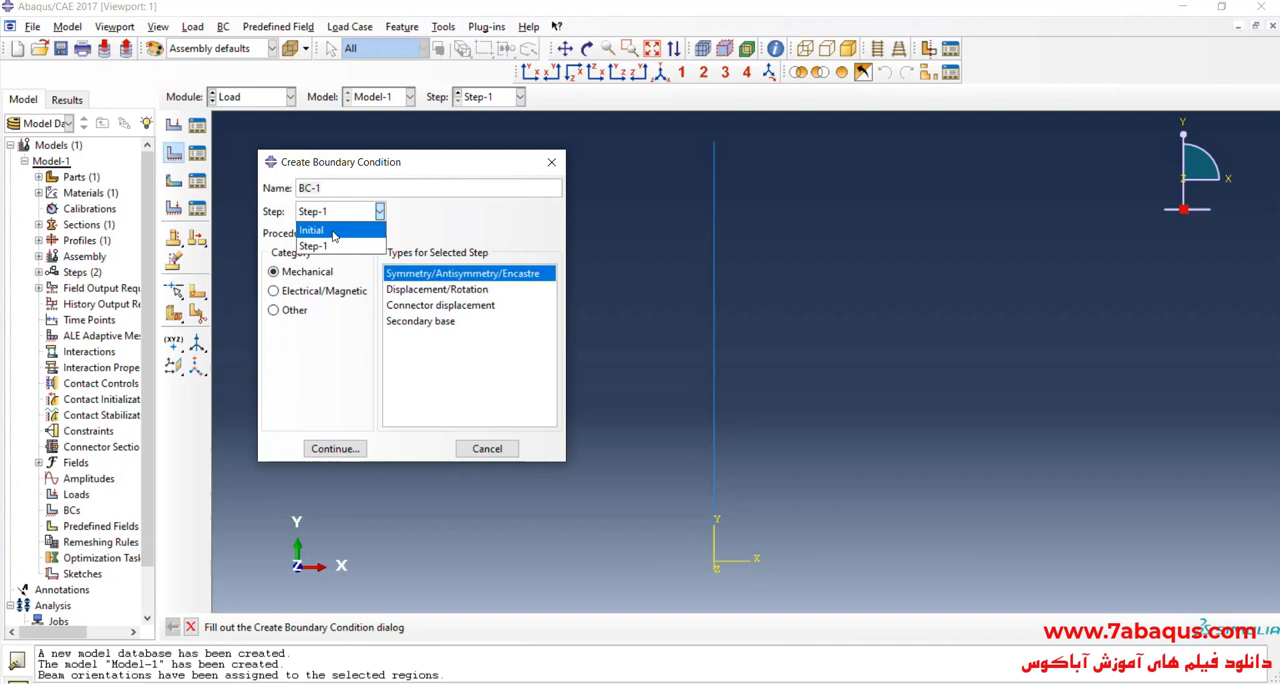 Abaqus/CAE 2017 [Viewport: 1]
File Model Viewport View Load BC Predefined Field Load Case Feature Tools Plug-ins Help
Assembly defaults All
1 2 3 4
Model Results Module: Load Model: Model-1 Step: Step-1
Model Da
Models (1)
Model-1
Parts (1)
Materials (1)
Calibrations
Sections (1)
Profiles (1)
Assembly
Steps (2)
Field Output Requ
History Output Re
Time Points
ALE Adaptive Mes
Interactions
Interaction Prope
Contact Controls
Contact Initializat
Contact Stabilizat
Constraints
Connector Sectio
Fields
Amplitudes
Loads
BCs
Predefined Fields
Remeshing Rules
Optimization Task
Sketches
Annotations
Analysis
Jobs
(XYZ)
Create Boundary Condition
Name: BC-1
Step: Step-1
Initial
Procedu
Step-1
Category Types for Selected Step
Mechanical
Electrical/Magnetic
Other
Symmetry/Antisymmetry/Encastre
Displacement/Rotation
Connector displacement
Secondary base
Continue... Cancel
Y
Z X
Y
Z X
Y
Z X
Fill out the Create Boundary Condition dialog
www.7abaqus.com
دانلود فیلم های آموزش آباکوس
A new model database has been created.
The model "Model-1" has been created.
Beam orientations have been assigned to the selected regions.